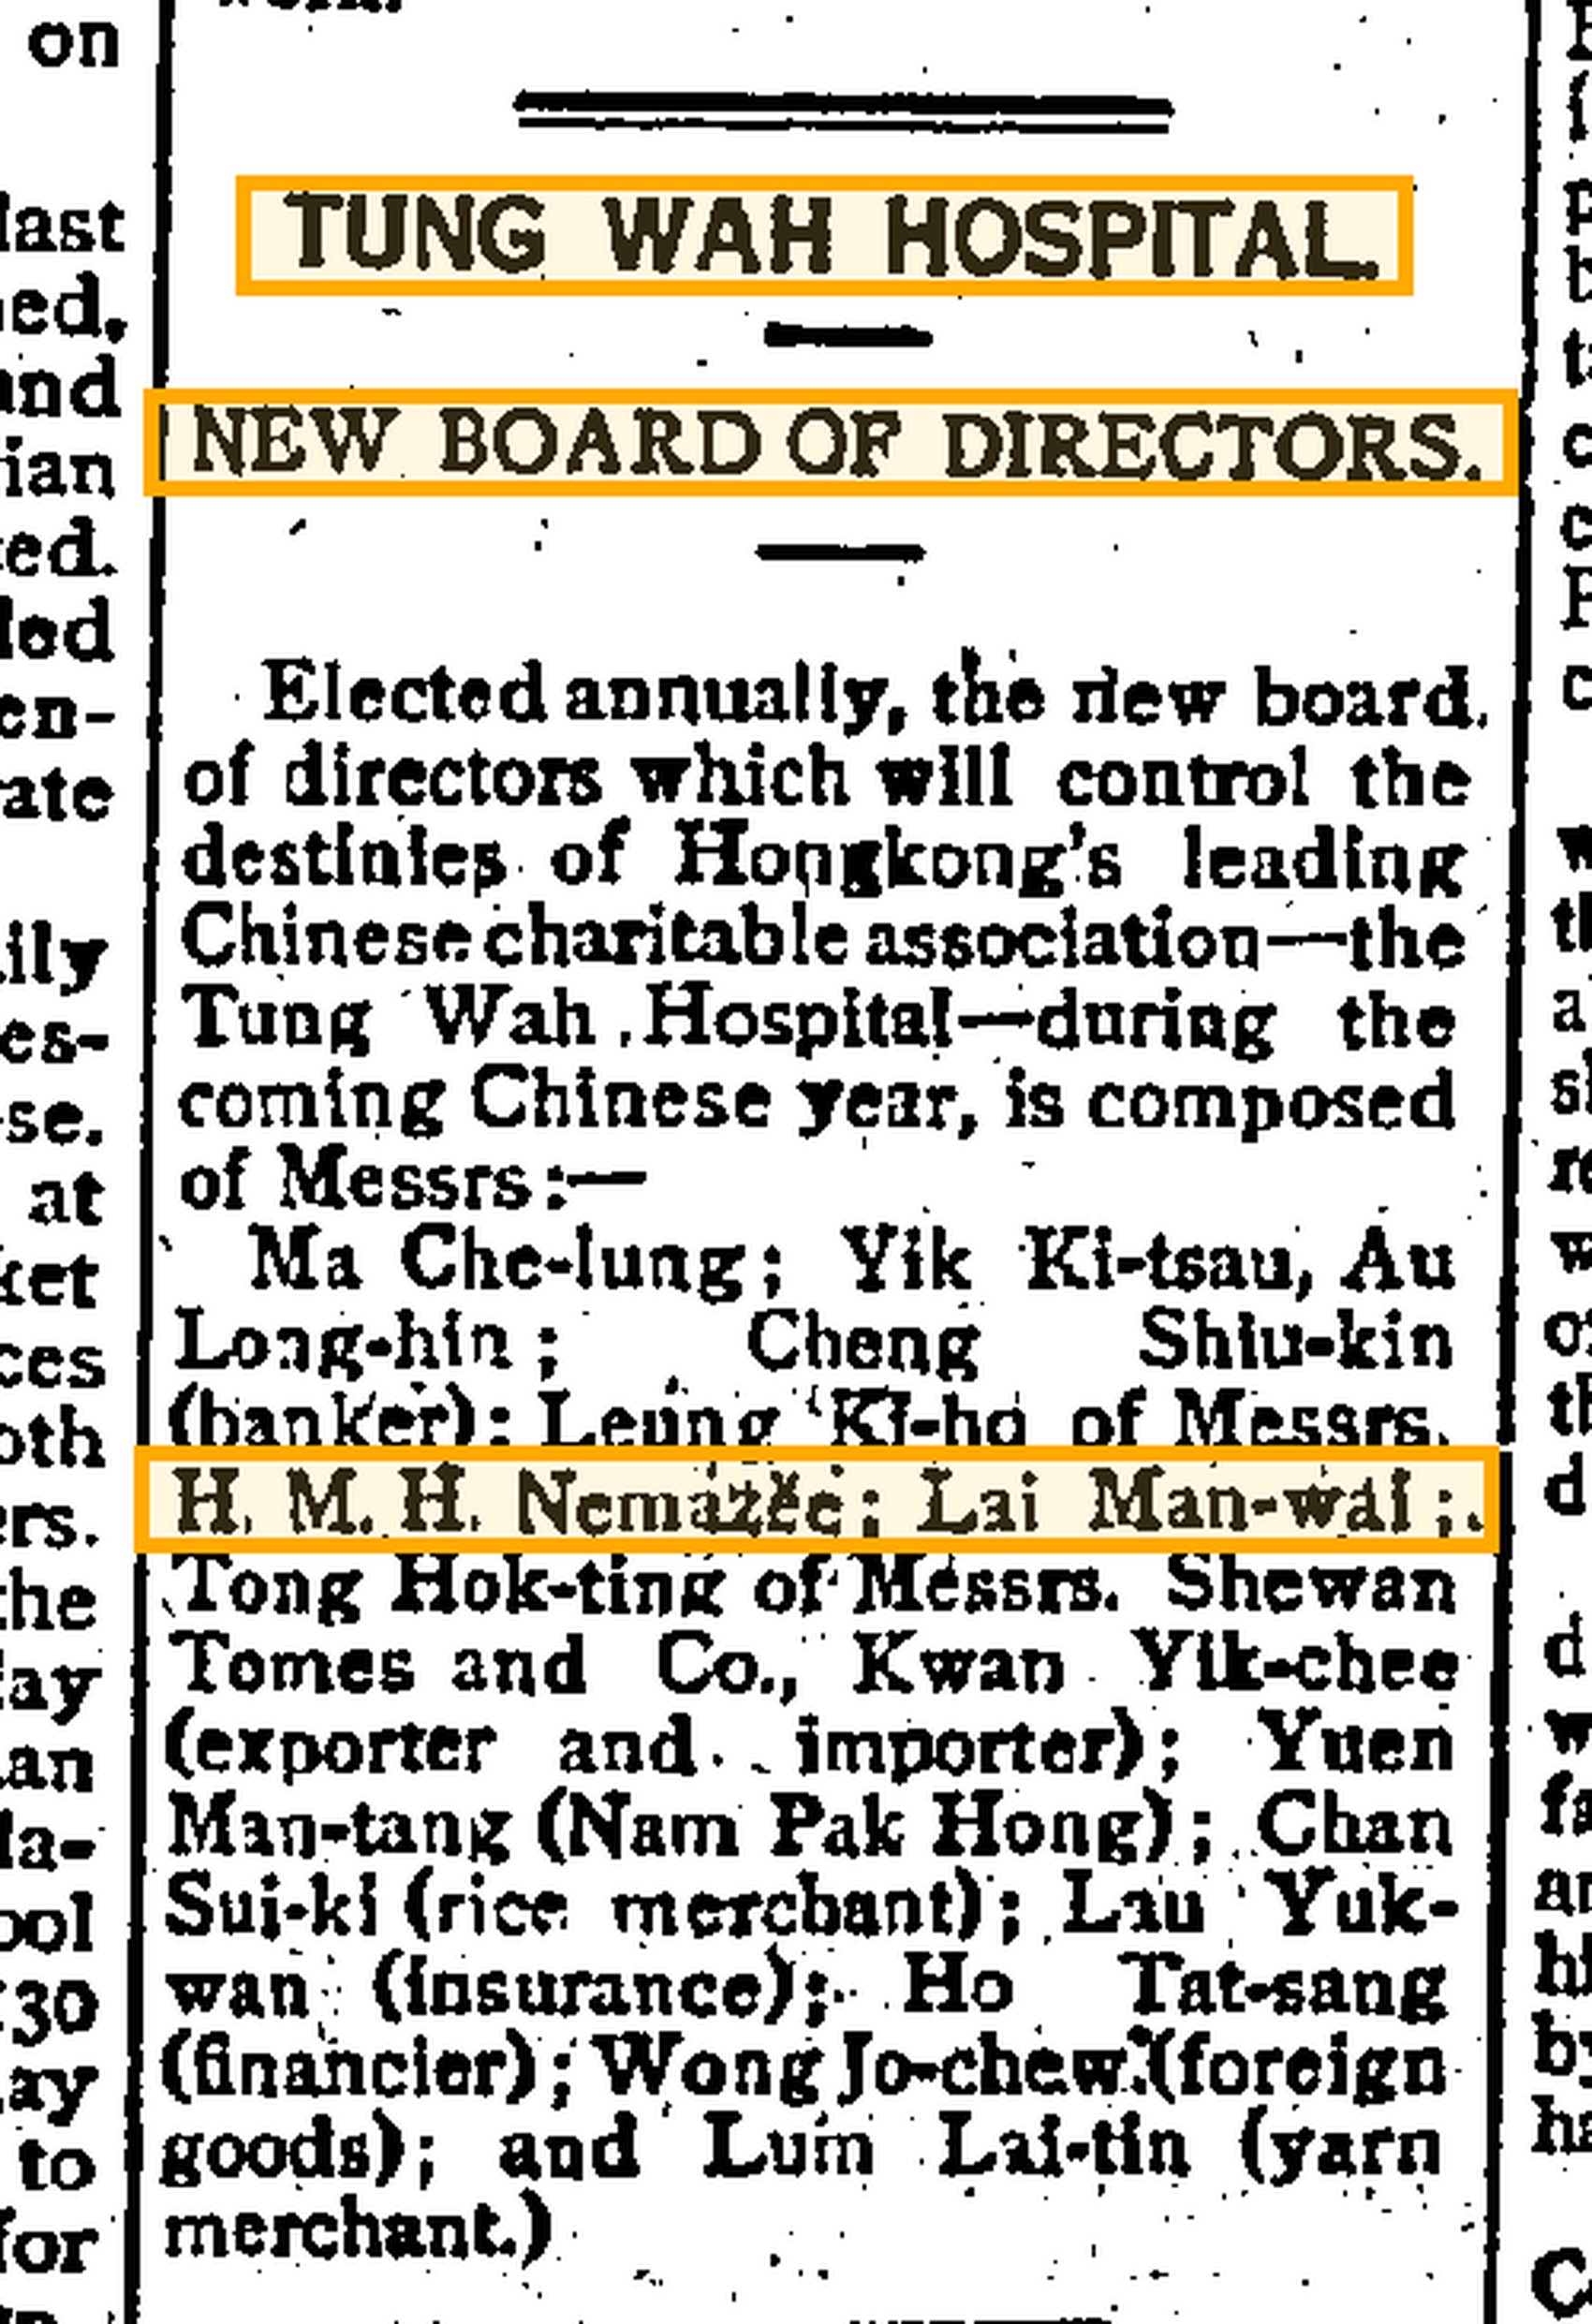 TUNG WAH HOSPITAL.
NEW BOARD OF DIRECTORS.
Elected annually, the new board.
of directors which will control the
destinies of Hongkong's leading
Chinese charitable association—the
Tung Wah Hospital—during the
coming Chinese year, is composed
of Messrs:—
Ma Che-lung; Yik Ki-tsau, Au
Long-hin; Cheng Shiu-kin
(banker): Leung Ki-ho of Messrs.
H. M. H. Nemazee; Lai Man-wai;.
Tong Hok-ting of Messrs. Shewan
Tomes and Co., Kwan Yik-chee
(exporter and importer); Yuen
Man-tang (Nam Pak Hong); Chan
Sui-ki (rice merchant); Lau Yuk-
wan (insurance); Ho Tat-sang
(financier); Wong Jo-chew (foreign
goods); and Lum Lai-tin (yarn
merchant.)